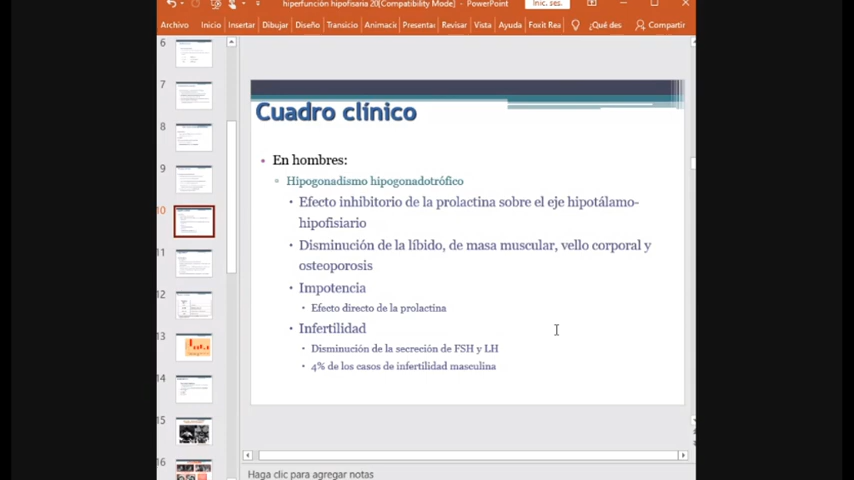 hiperfunción hipofisaria 20[Compatibility Mode] - PowerPoint
Inic. ses.
Archivo Inicio Insertar Dibujar Diseño Transicio Animaci Presentar Revisar Vista Ayuda Foxit Rea ¿Qué des Compartir
6
7
8
9
10
11
12
13
14
15
16
Cuadro clínico
• En hombres:
Hipogonadismo hipogonadotrófico
• Efecto inhibitorio de la prolactina sobre el eje hipotálamo-
hipofisiario
• Disminución de la líbido, de masa muscular, vello corporal y
osteoporosis
• Impotencia
• Efecto directo de la prolactina
• Infertilidad
• Disminución de la secreción de FSH y LH
• 4% de los casos de infertilidad masculina
Haga clic para agregar notas